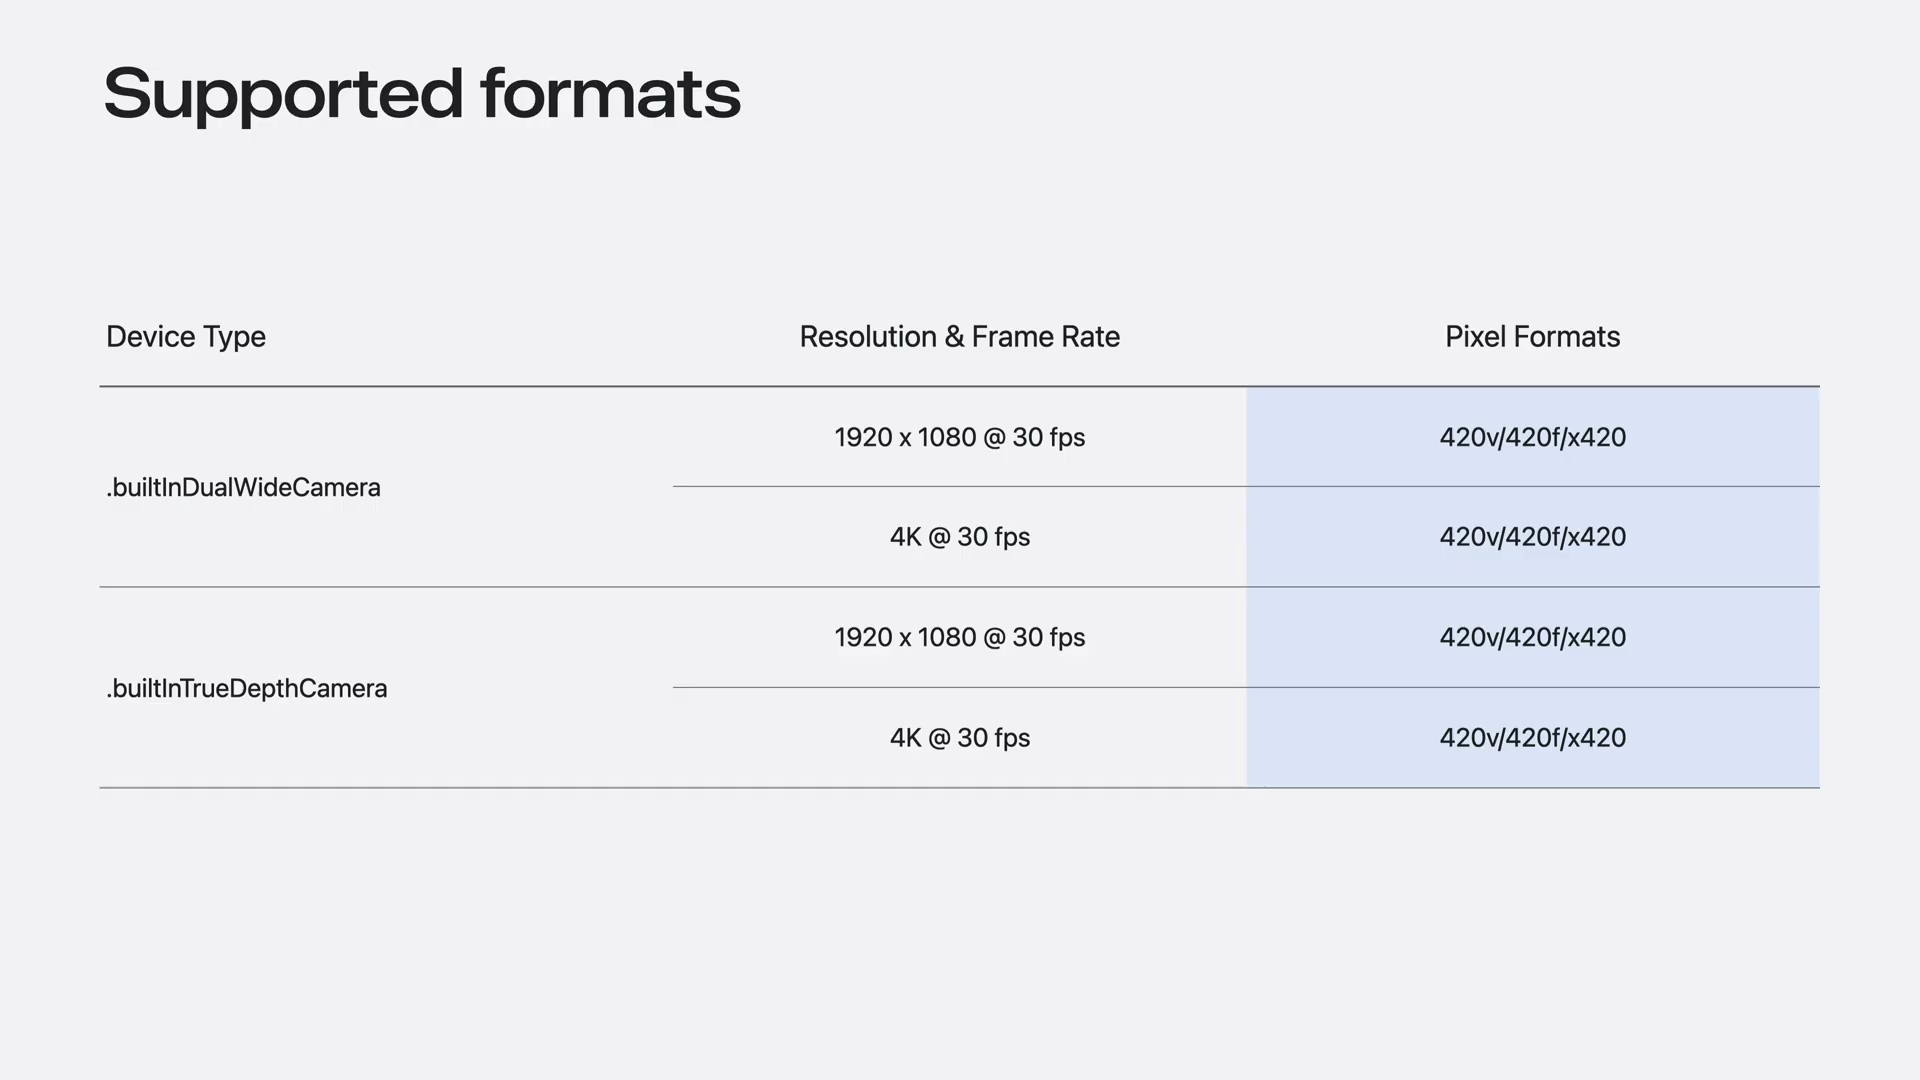 Supported formats
Device Type Resolution & Frame Rate Pixel Formats
.builtInDualWideCamera
1920 x 1080 @ 30 fps 420v/420f/x420
4K @ 30 fps 420v/420f/x420
.builtInTrueDepthCamera
1920 x 1080 @ 30 fps 420v/420f/x420
4K @ 30 fps 420v/420f/x420